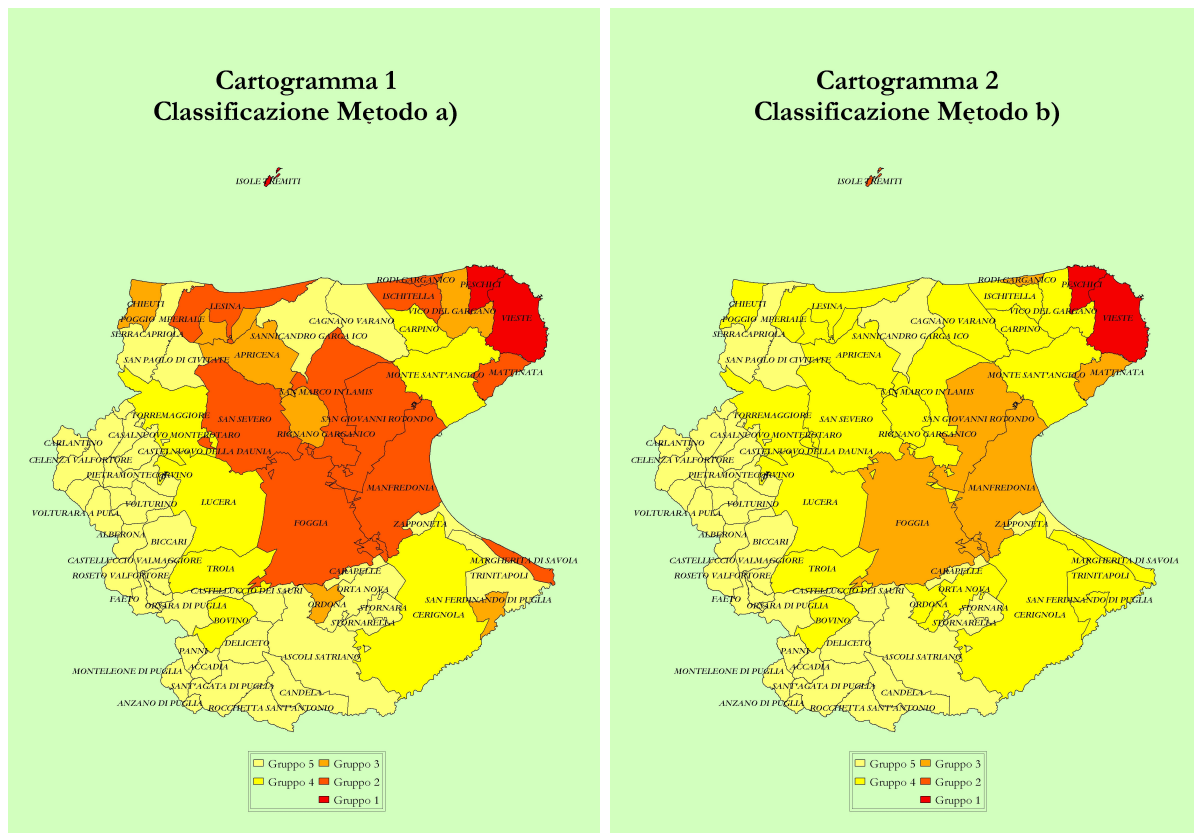 Cartogramma 1
Classificazione Metodo a)
ISOLE TREMITI
RODI GARGANICO
PESCHICI
ISCHITELLA
CHIEUTI
LESINA
VICO DEL GARGANO
VIESTE
POGGIO IMPERIALE
CAGNANO VARANO
CARPINO
SERRACAPRIOLA
SANNICANDRO GARGA ICO
SAN PAOLO DI CIVITATE
APRICENA
MONTE SANT'ANGELO
MATTINATA
SAN MARCO IN LAMIS
TORREMAGGIORE
SAN SEVERO
SAN GIOVANNI ROTONDO
CASALNUOVO MONTEROTARO
RIGNANO GARGANICO
CARLANTINO
CASTELNUOVO DELLA DAUNIA
CELENZA VALFORTORE
PIETRAMONTECORVINO
MANFREDONIA
LUCERA
VOLTURINO
VOLTURARA A PULA
FOGGIA
ZAPPONETA
ALBERONA
BICCARI
CASTELLUCCIO VALMAGGIORE
MARGHERITA DI SAVOIA
TROIA
CARAPELLE
ROSETO VALFORTORE
TRINITAPOLI
CASTELLUCCIO DEI SAURI
ORTA NOVA
FAETO
ORSARA DI PUGLIA
ORDONA
STORNARA
SAN FERDINANDO DI PUGLIA
BOVINO
STORNARELLA
CERIGNOLA
DELICETO
PANNI
ASCOLI SATRIANO
ACCADIA
MONTELEONE DI PUGLIA
SANT'AGATA DI PUGLIA
CANDELA
ANZANO DI PUGLIA
ROCCHETTA SANT'ANTONIO
Gruppo 5 Gruppo 3
Gruppo 4 Gruppo 2
Gruppo 1
Cartogramma 2
Classificazione Metodo b)
ISOLE TREMITI
RODI GARGANICO
PESCHICI
ISCHITELLA
CHIEUTI
LESINA
VICO DEL GARGANO
VIESTE
POGGIO IMPERIALE
CAGNANO VARANO
CARPINO
SERRACAPRIOLA
SANNICANDRO GARGA ICO
SAN PAOLO DI CIVITATE
APRICENA
MONTE SANT'ANGELO
MATTINATA
SAN MARCO IN LAMIS
TORREMAGGIORE
SAN SEVERO
SAN GIOVANNI ROTONDO
CASALNUOVO MONTEROTARO
RIGNANO GARGANICO
CARLANTINO
CASTELNUOVO DELLA DAUNIA
CELENZA VALFORTORE
PIETRAMONTECORVINO
MANFREDONIA
LUCERA
VOLTURINO
VOLTURARA A PULA
FOGGIA
ZAPPONETA
ALBERONA
BICCARI
CASTELLUCCIO VALMAGGIORE
MARGHERITA DI SAVOIA
TROIA
CARAPELLE
ROSETO VALFORTORE
TRINITAPOLI
CASTELLUCCIO DEI SAURI
ORTA NOVA
FAETO
ORSARA DI PUGLIA
ORDONA
STORNARA
SAN FERDINANDO DI PUGLIA
BOVINO
STORNARELLA
CERIGNOLA
DELICETO
PANNI
ASCOLI SATRIANO
ACCADIA
MONTELEONE DI PUGLIA
SANT'AGATA DI PUGLIA
CANDELA
ANZANO DI PUGLIA
ROCCHETTA SANT'ANTONIO
Gruppo 5 Gruppo 3
Gruppo 4 Gruppo 2
Gruppo 1